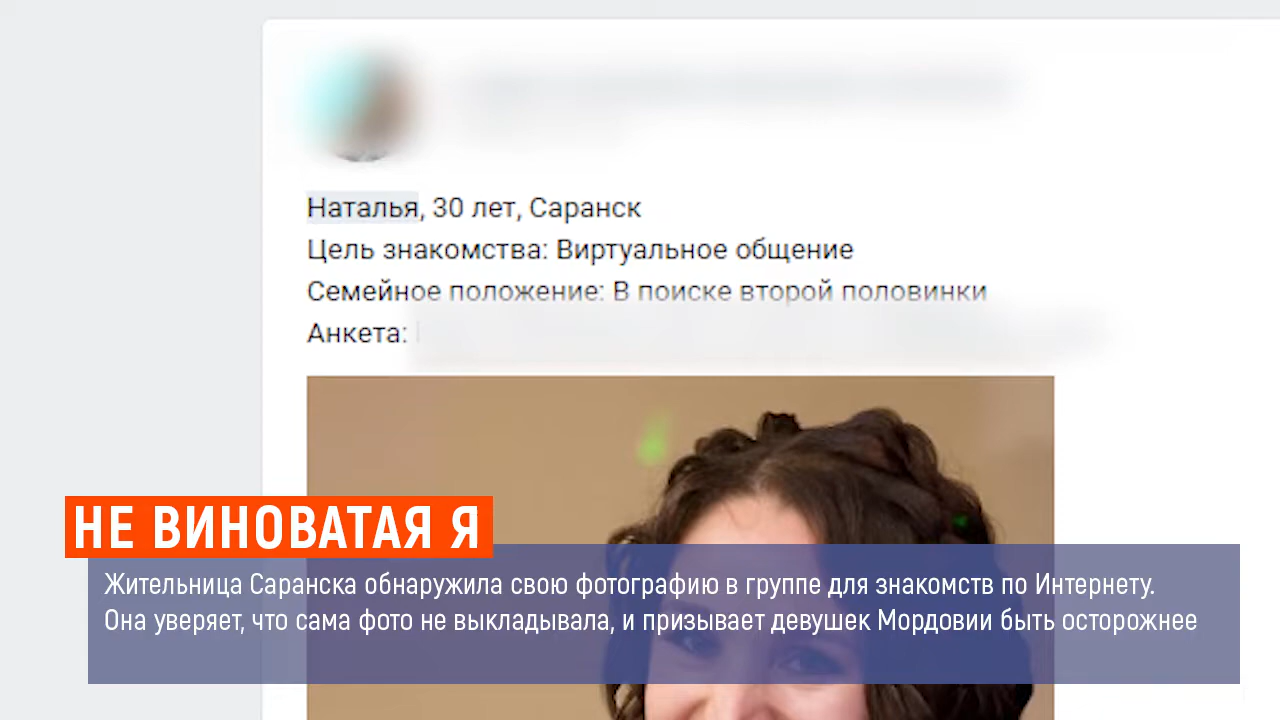 Наталья, 30 лет, Саранск
Цель знакомства: Виртуальное общение
Семейное положение: В поиске второй половинки
Анкета:
НЕ ВИНОВАТАЯ Я
Жительница Саранска обнаружила свою фотографию в группе для знакомств по Интернету.
Она уверяет, что сама фото не выкладывала, и призывает девушек Мордовии быть осторожнее